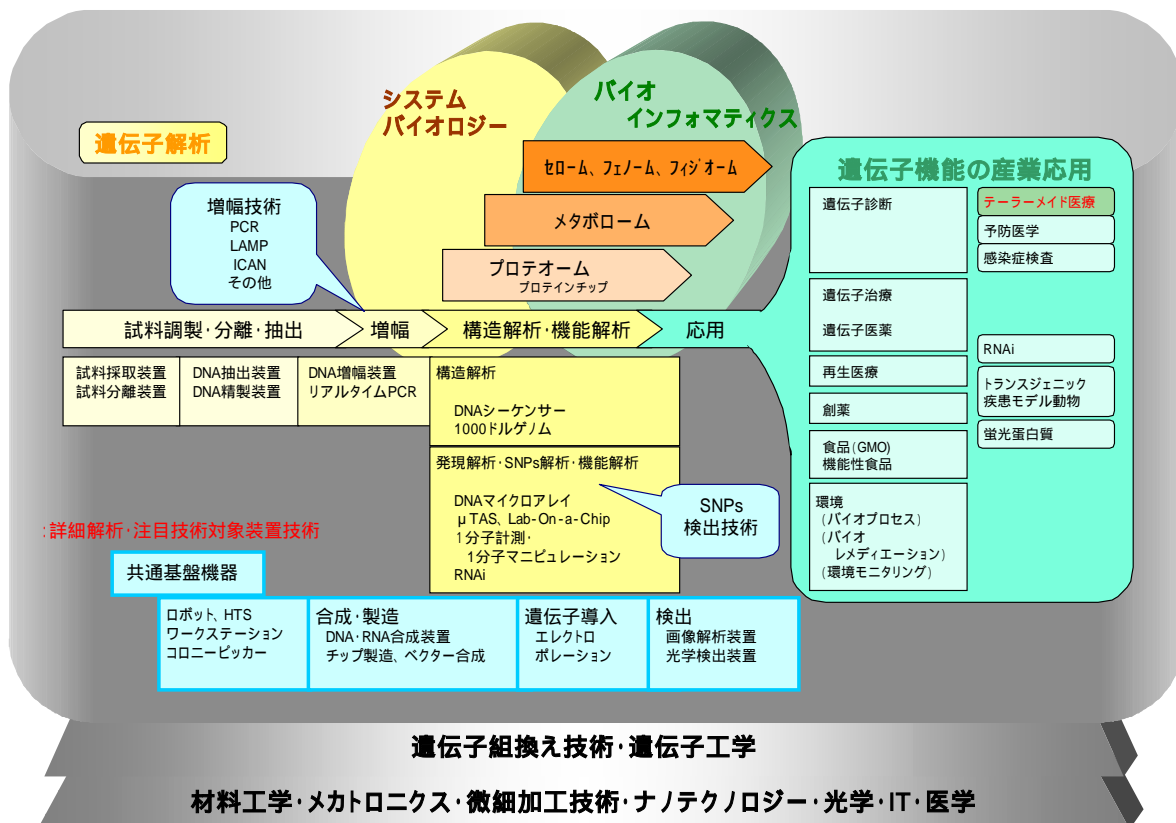 システム
バイオロジー
バイオ
インフォマティクス
遺伝子解析
セローム、フェノーム、フィジオーム
メタボローム
プロテオーム
プロテインチップ
増幅技術
PCR
LAMP
ICAN
その他
試料調製・分離・抽出
増幅
構造解析・機能解析
応用
試料採取装置
試料分離装置
DNA抽出装置
DNA精製装置
DNA増幅装置
リアルタイムPCR
構造解析
DNAシーケンサー
1000ドルゲノム
発現解析・SNPs解析・機能解析
DNAマイクロアレイ
μTAS、Lab-On-a-Chip
1分子計測・
1分子マニピュレーション
RNAi
SNPs
検出技術
遺伝子機能の産業応用
遺伝子診断
テーラーメイド医療
予防医学
感染症検査
遺伝子治療
遺伝子医薬
再生医療
創薬
食品(GMO)
機能性食品
環境
(バイオプロセス)
(バイオ
レメディエーション)
(環境モニタリング)
RNAi
トランスジェニック
疾患モデル動物
蛍光蛋白質
:詳細解析・注目技術対象装置技術
共通基盤機器
ロボット、HTS
ワークステーション
コロニーピッカー
合成・製造
DNA・RNA合成装置
チップ製造、ベクター合成
遺伝子導入
エレクトロ
ポレーション
検出
画像解析装置
光学検出装置
遺伝子組換え技術・遺伝子工学
材料工学・メカトロニクス・微細加工技術・ナノテクノロジー・光学・IT・医学